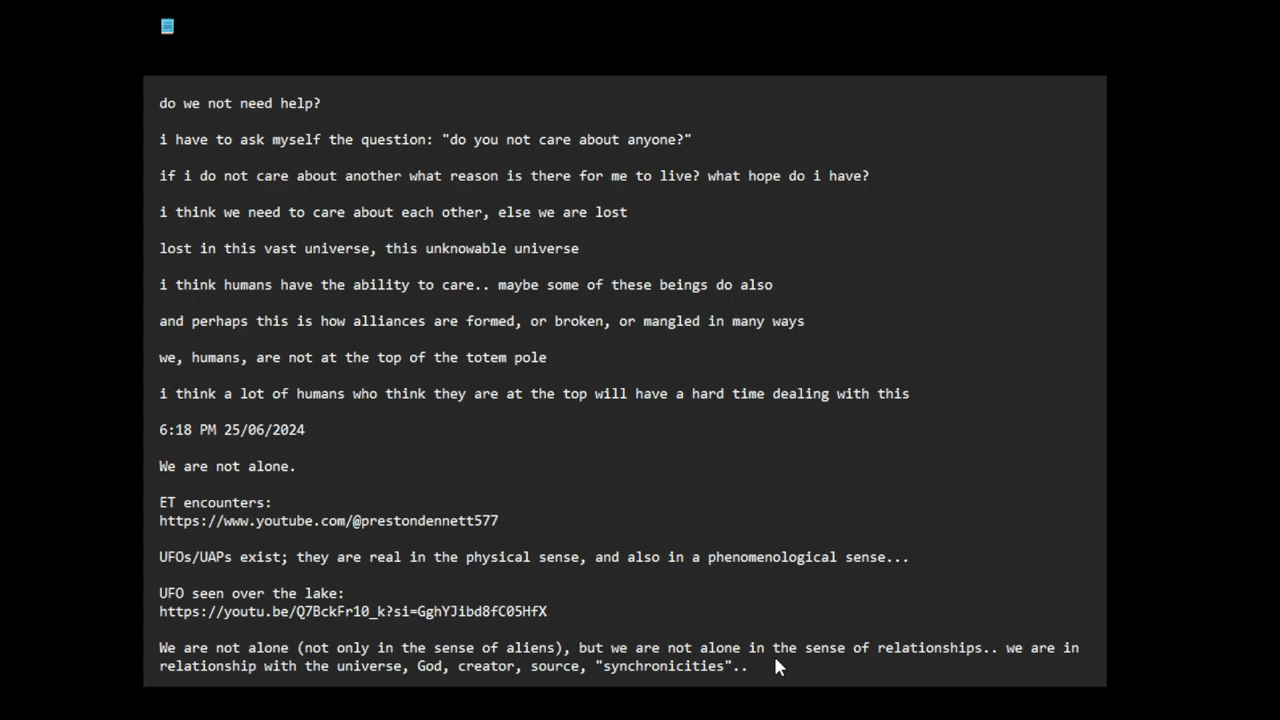 do we not need help?
i have to ask myself the question: "do you not care about anyone?"
if i do not care about another what reason is there for me to live? what hope do i have?
i think we need to care about each other, else we are lost
lost in this vast universe, this unknowable universe
i think humans have the ability to care.. maybe some of these beings do also
and perhaps this is how alliances are formed, or broken, or mangled in many ways
we, humans, are not at the top of the totem pole
i think a lot of humans who think they are at the top will have a hard time dealing with this
6:18 PM 25/06/2024
We are not alone.
ET encounters:
https://www.youtube.com/@prestondennett577
UFOs/UAPs exist; they are real in the physical sense, and also in a phenomenological sense...
UFO seen over the lake:
https://youtu.be/Q7BckFr10_k?si=GghYJibd8fC05HfX
We are not alone (not only in the sense of aliens), but we are not alone in the sense of relationships.. we are in
relationship with the universe, God, creator, source, "synchronicities"..